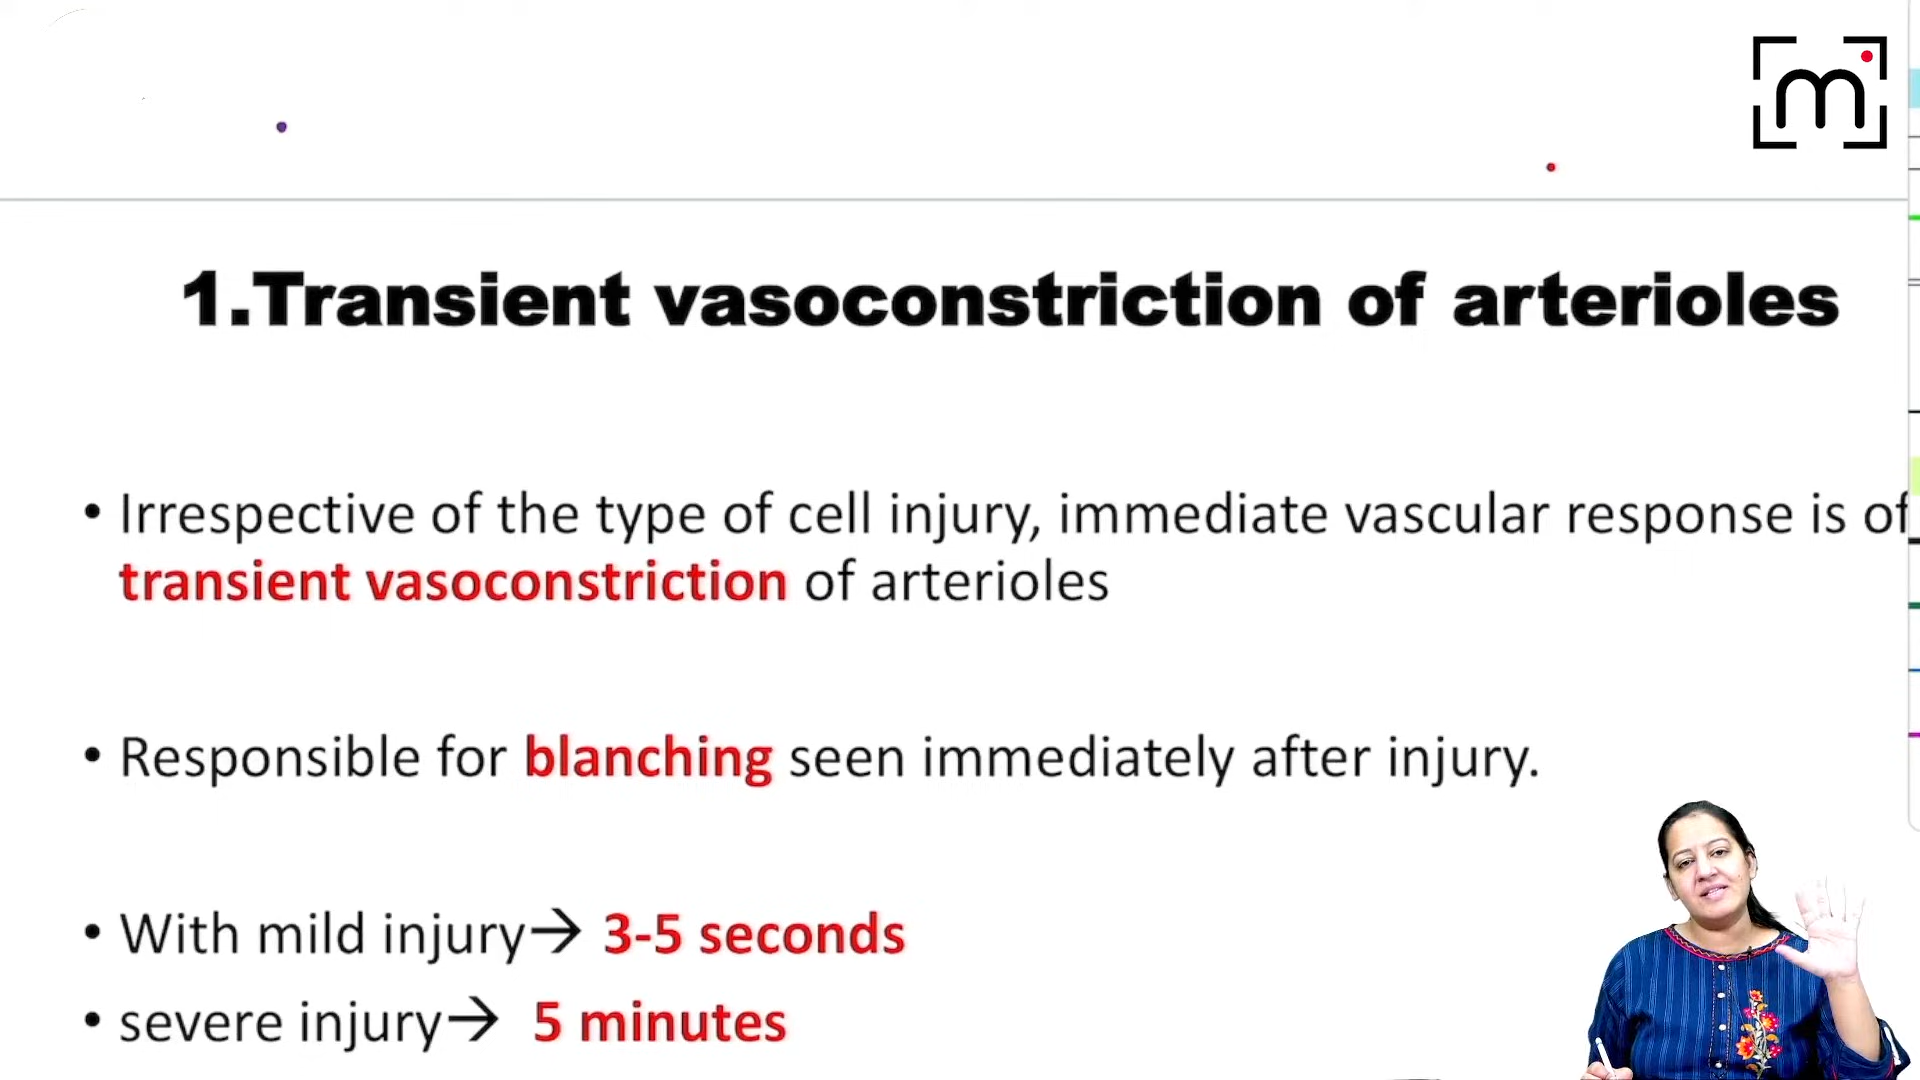 m
1.Transient vasoconstriction of arterioles
• Irrespective of the type of cell injury, immediate vascular response is of
transient vasoconstriction of arterioles
• Responsible for blanching seen immediately after injury.
• With mild injury→ 3-5 seconds
• severe injury→ 5 minutes